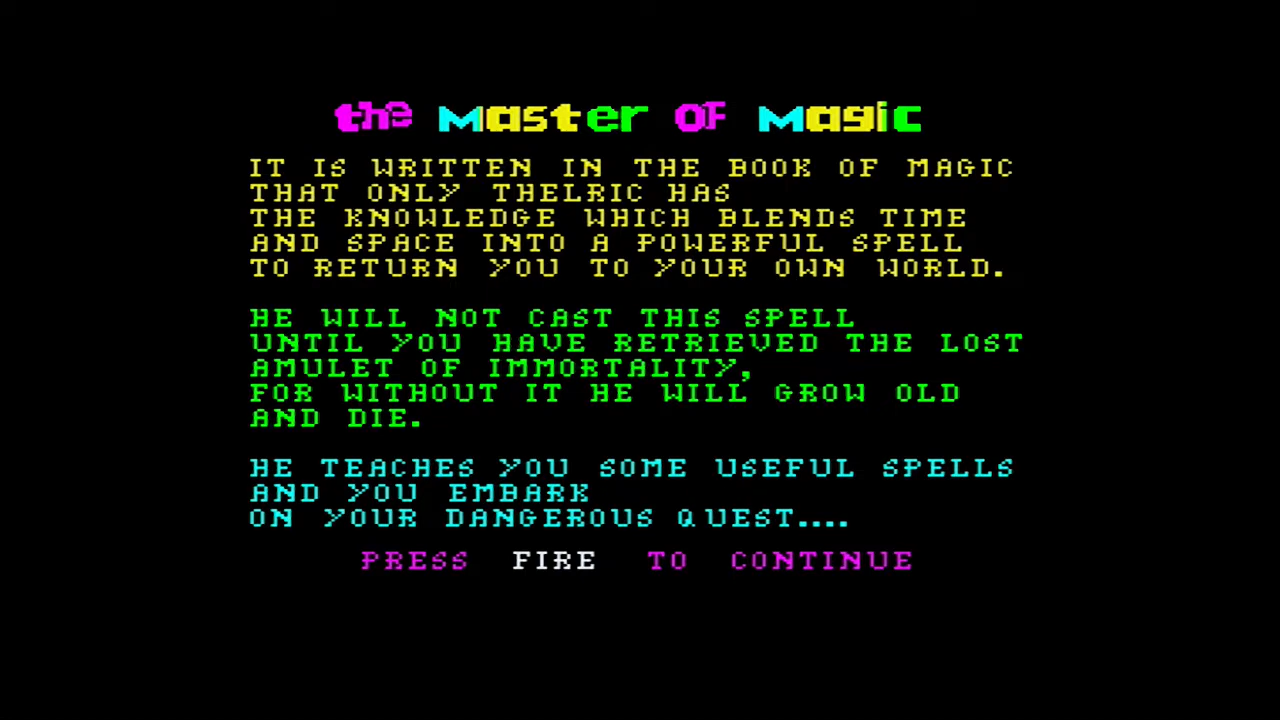 the Master OF Magic
IT IS WRITTEN IN THE BOOK OF MAGIC
THAT ONLY THELRIC HAS
THE KNOWLEDGE WHICH BLENDS TIME
AND SPACE INTO A POWERFUL SPELL
TO RETURN YOU TO YOUR OWN WORLD.
HE WILL NOT CAST THIS SPELL
UNTIL YOU HAVE RETRIEVED THE LOST
AMULET OF IMMORTALITY,
FOR WITHOUT IT HE WILL GROW OLD
AND DIE.
HE TEACHES YOU SOME USEFUL SPELLS
AND YOU EMBARK
ON YOUR DANGEROUS QUEST....
PRESS FIRE TO CONTINUE